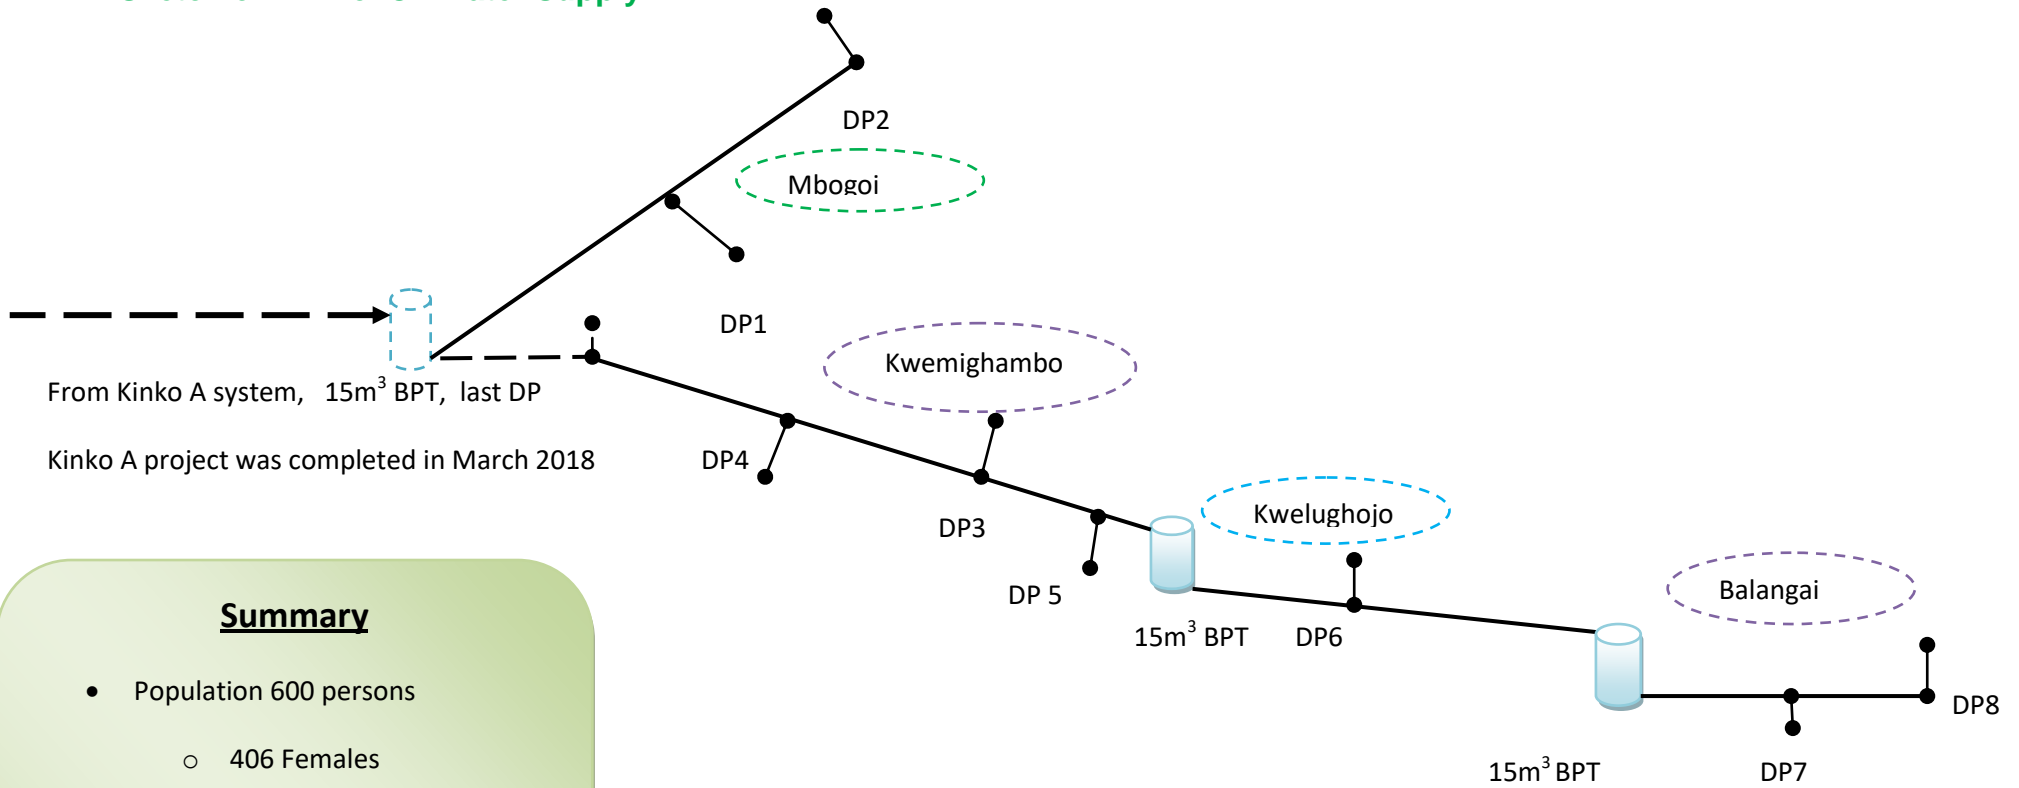 Supply
DP2
Mbogoi
DP1
Kwemighambo
From Kinko A system, 15m³ BPT, last DP
Kinko A project was completed in March 2018
DP4
DP3
Kwelughojo
DP 5
Balangai
15m³ BPT DP6
Summary
• Population 600 persons
DP8
o 406 Females
15m³ BPT DP7